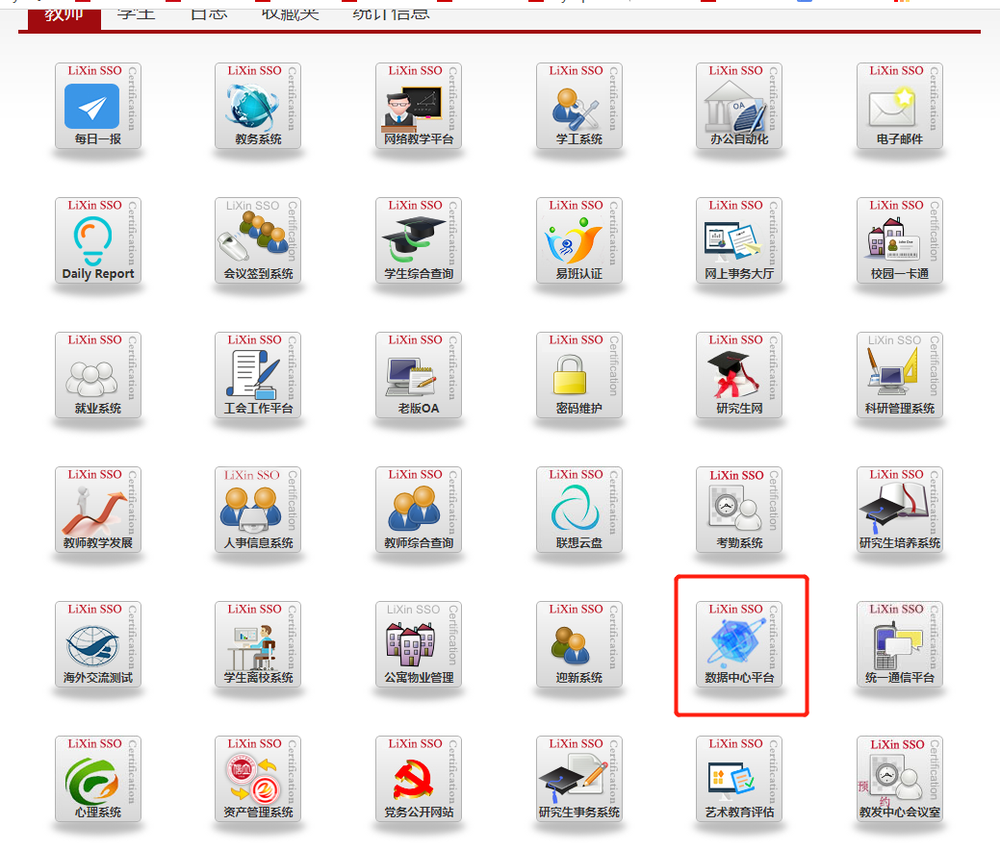 教师 学生 日志 收藏夹 统计信息
LiXin SSO Certification
每日一报
LiXin SSO Certification
教务系统
LiXin SSO Certification
网络教学平台
LiXin SSO Certification
学工系统
LiXin SSO Certification
OA
办公自动化
LiXin SSO Certification
电子邮件
LiXin SSO Certification
Daily Report
LiXin SSO Certification
会议签到系统
LiXin SSO Certification
学生综合查询
LiXin SSO Certification
易班认证
LiXin SSO Certification
网上事务大厅
LiXin SSO Certification
校园一卡通
LiXin SSO Certification
就业系统
LiXin SSO Certification
工会工作平台
LiXin SSO Certification
老版OA
LiXin SSO Certification
密码维护
LiXin SSO Certification
研究生网
LiXin SSO Certification
科研管理系统
LiXin SSO Certification
教师教学发展
LiXin SSO Certification
人事信息系统
LiXin SSO Certification
教师综合查询
LiXin SSO Certification
联想云盘
LiXin SSO Certification
考勤系统
LiXin SSO Certification
研究生培养系统
LiXin SSO Certification
海外交流测试
LiXin SSO Certification
学生离校系统
LiXin SSO Certification
公寓物业管理
LiXin SSO Certification
迎新系统
LiXin SSO Certification
数据中心平台
LiXin SSO Certification
统一通信平台
LiXin SSO Certification
心理系统
LiXin SSO Certification
资产管理系统
LiXin SSO Certification
党务公开网站
LiXin SSO Certification
研究生事务系统
LiXin SSO Certification
艺术教育评估
LiXin SSO Certification
预约
教发中心会议室